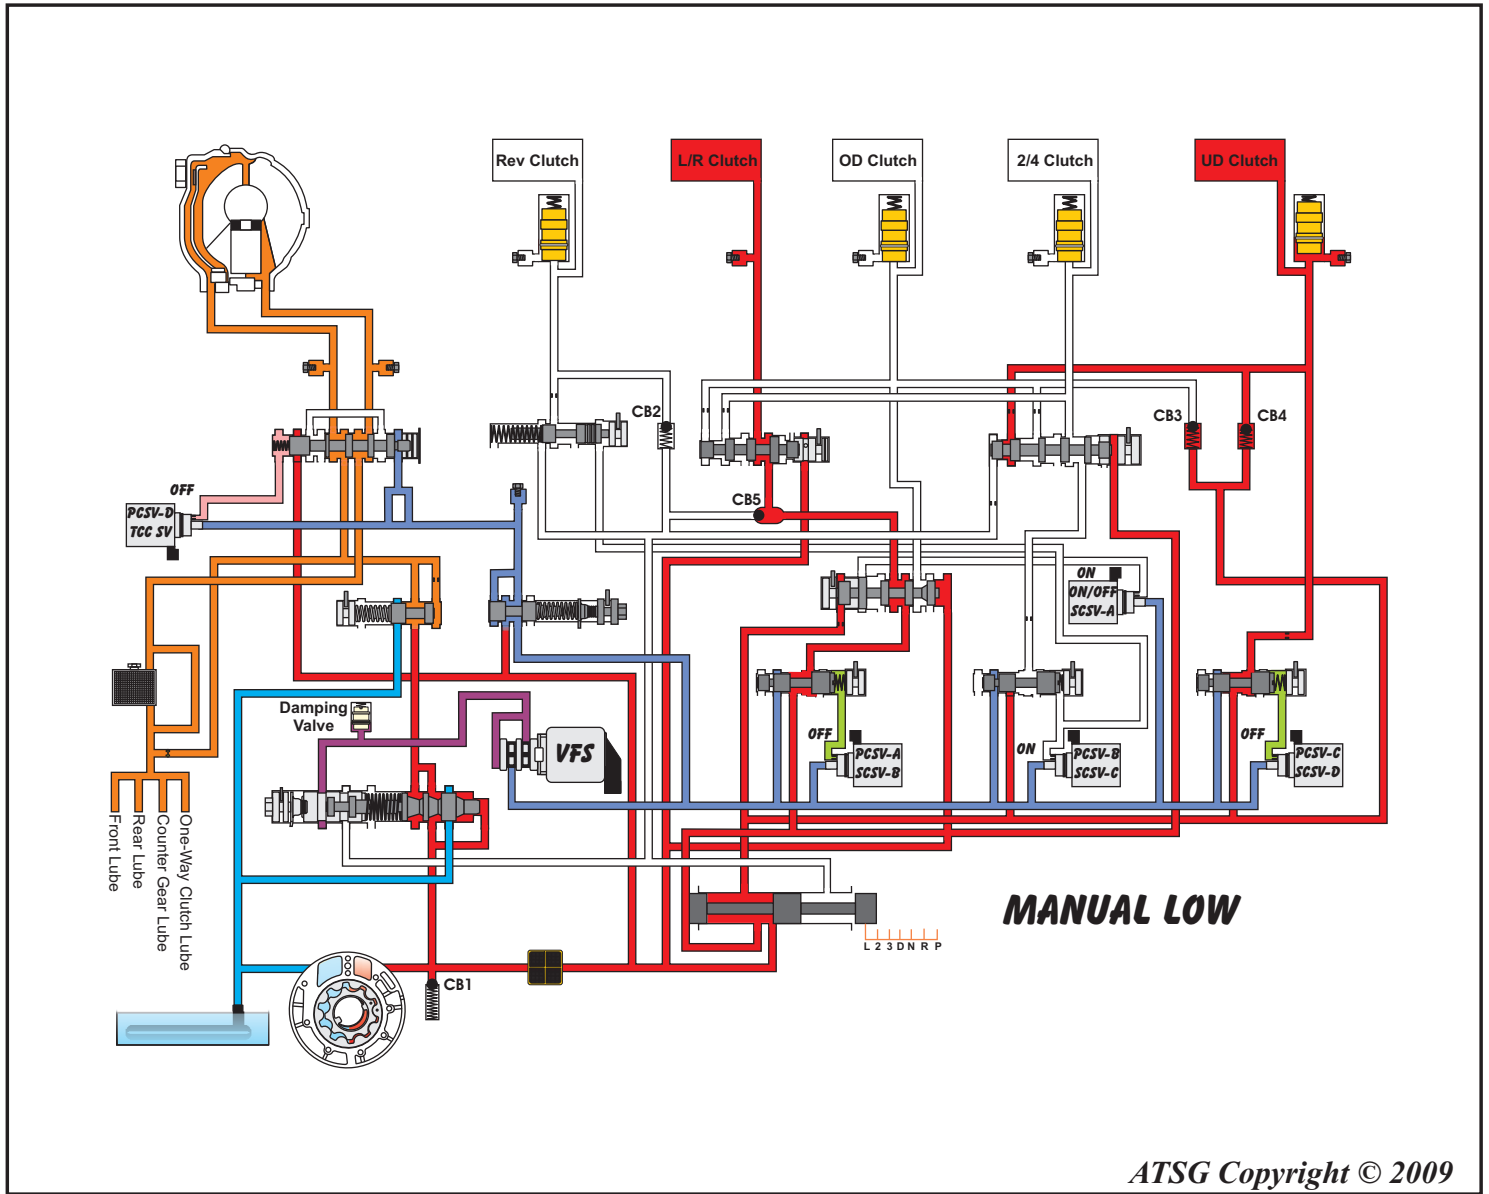 Rev Clutch
L/R Clutch
OD Clutch
2/4 Clutch
UD Clutch
CB2
CB3
CB4
OFF
PCSV-D
TCC SV
CB5
ON
ON/OFF
SCSV-A
Damping
Valve
VFS
OFF
PCSV-A
SCSV-B
ON
PCSV-B
SCSV-C
OFF
PCSV-C
SCSV-D
Front Lube
Rear Lube
Counter Gear Lube
One-Way Clutch Lube
MANUAL LOW
L 2 3 D N R P
CB1
ATSG Copyright © 2009